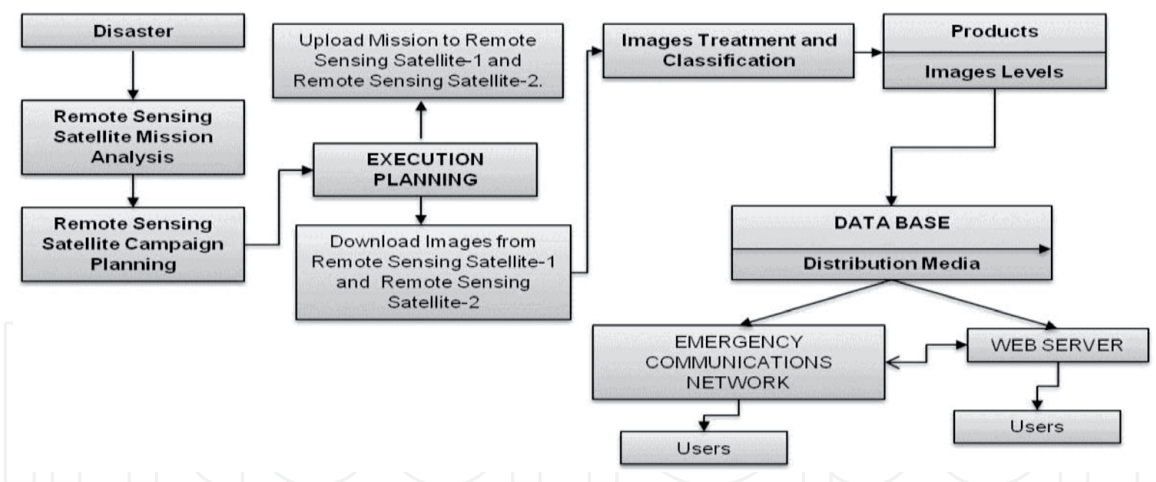 Disaster
Remote Sensing
Satellite Mission
Analysis
Remote Sensing
Satellite Campaign
Planning
Upload Mission to Remote
Sensing Satellite-1 and
Remote Sensing Satellite-2.
EXECUTION
PLANNING
Download Images from
Remote Sensing Satellite-1
and Remote Sensing
Satellite-2
Images Treatment and
Classification
Products
Images Levels
DATA BASE
Distribution Media
EMERGENCY
COMMUNICATIONS
NETWORK
WEB SERVER
Users
Users